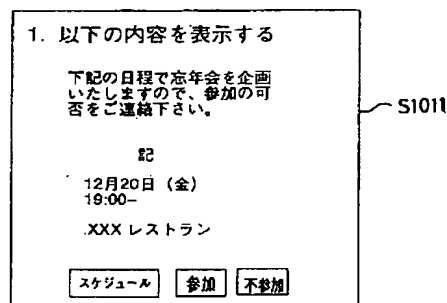 1. 以下の内容を表示する
下記の日程で忘年会を企画
いたしますので、参加の可
否をご連絡下さい。
記
12月20日（金）
19:00–
XXX レストラン
スケジュール 参加 不参加
S1011